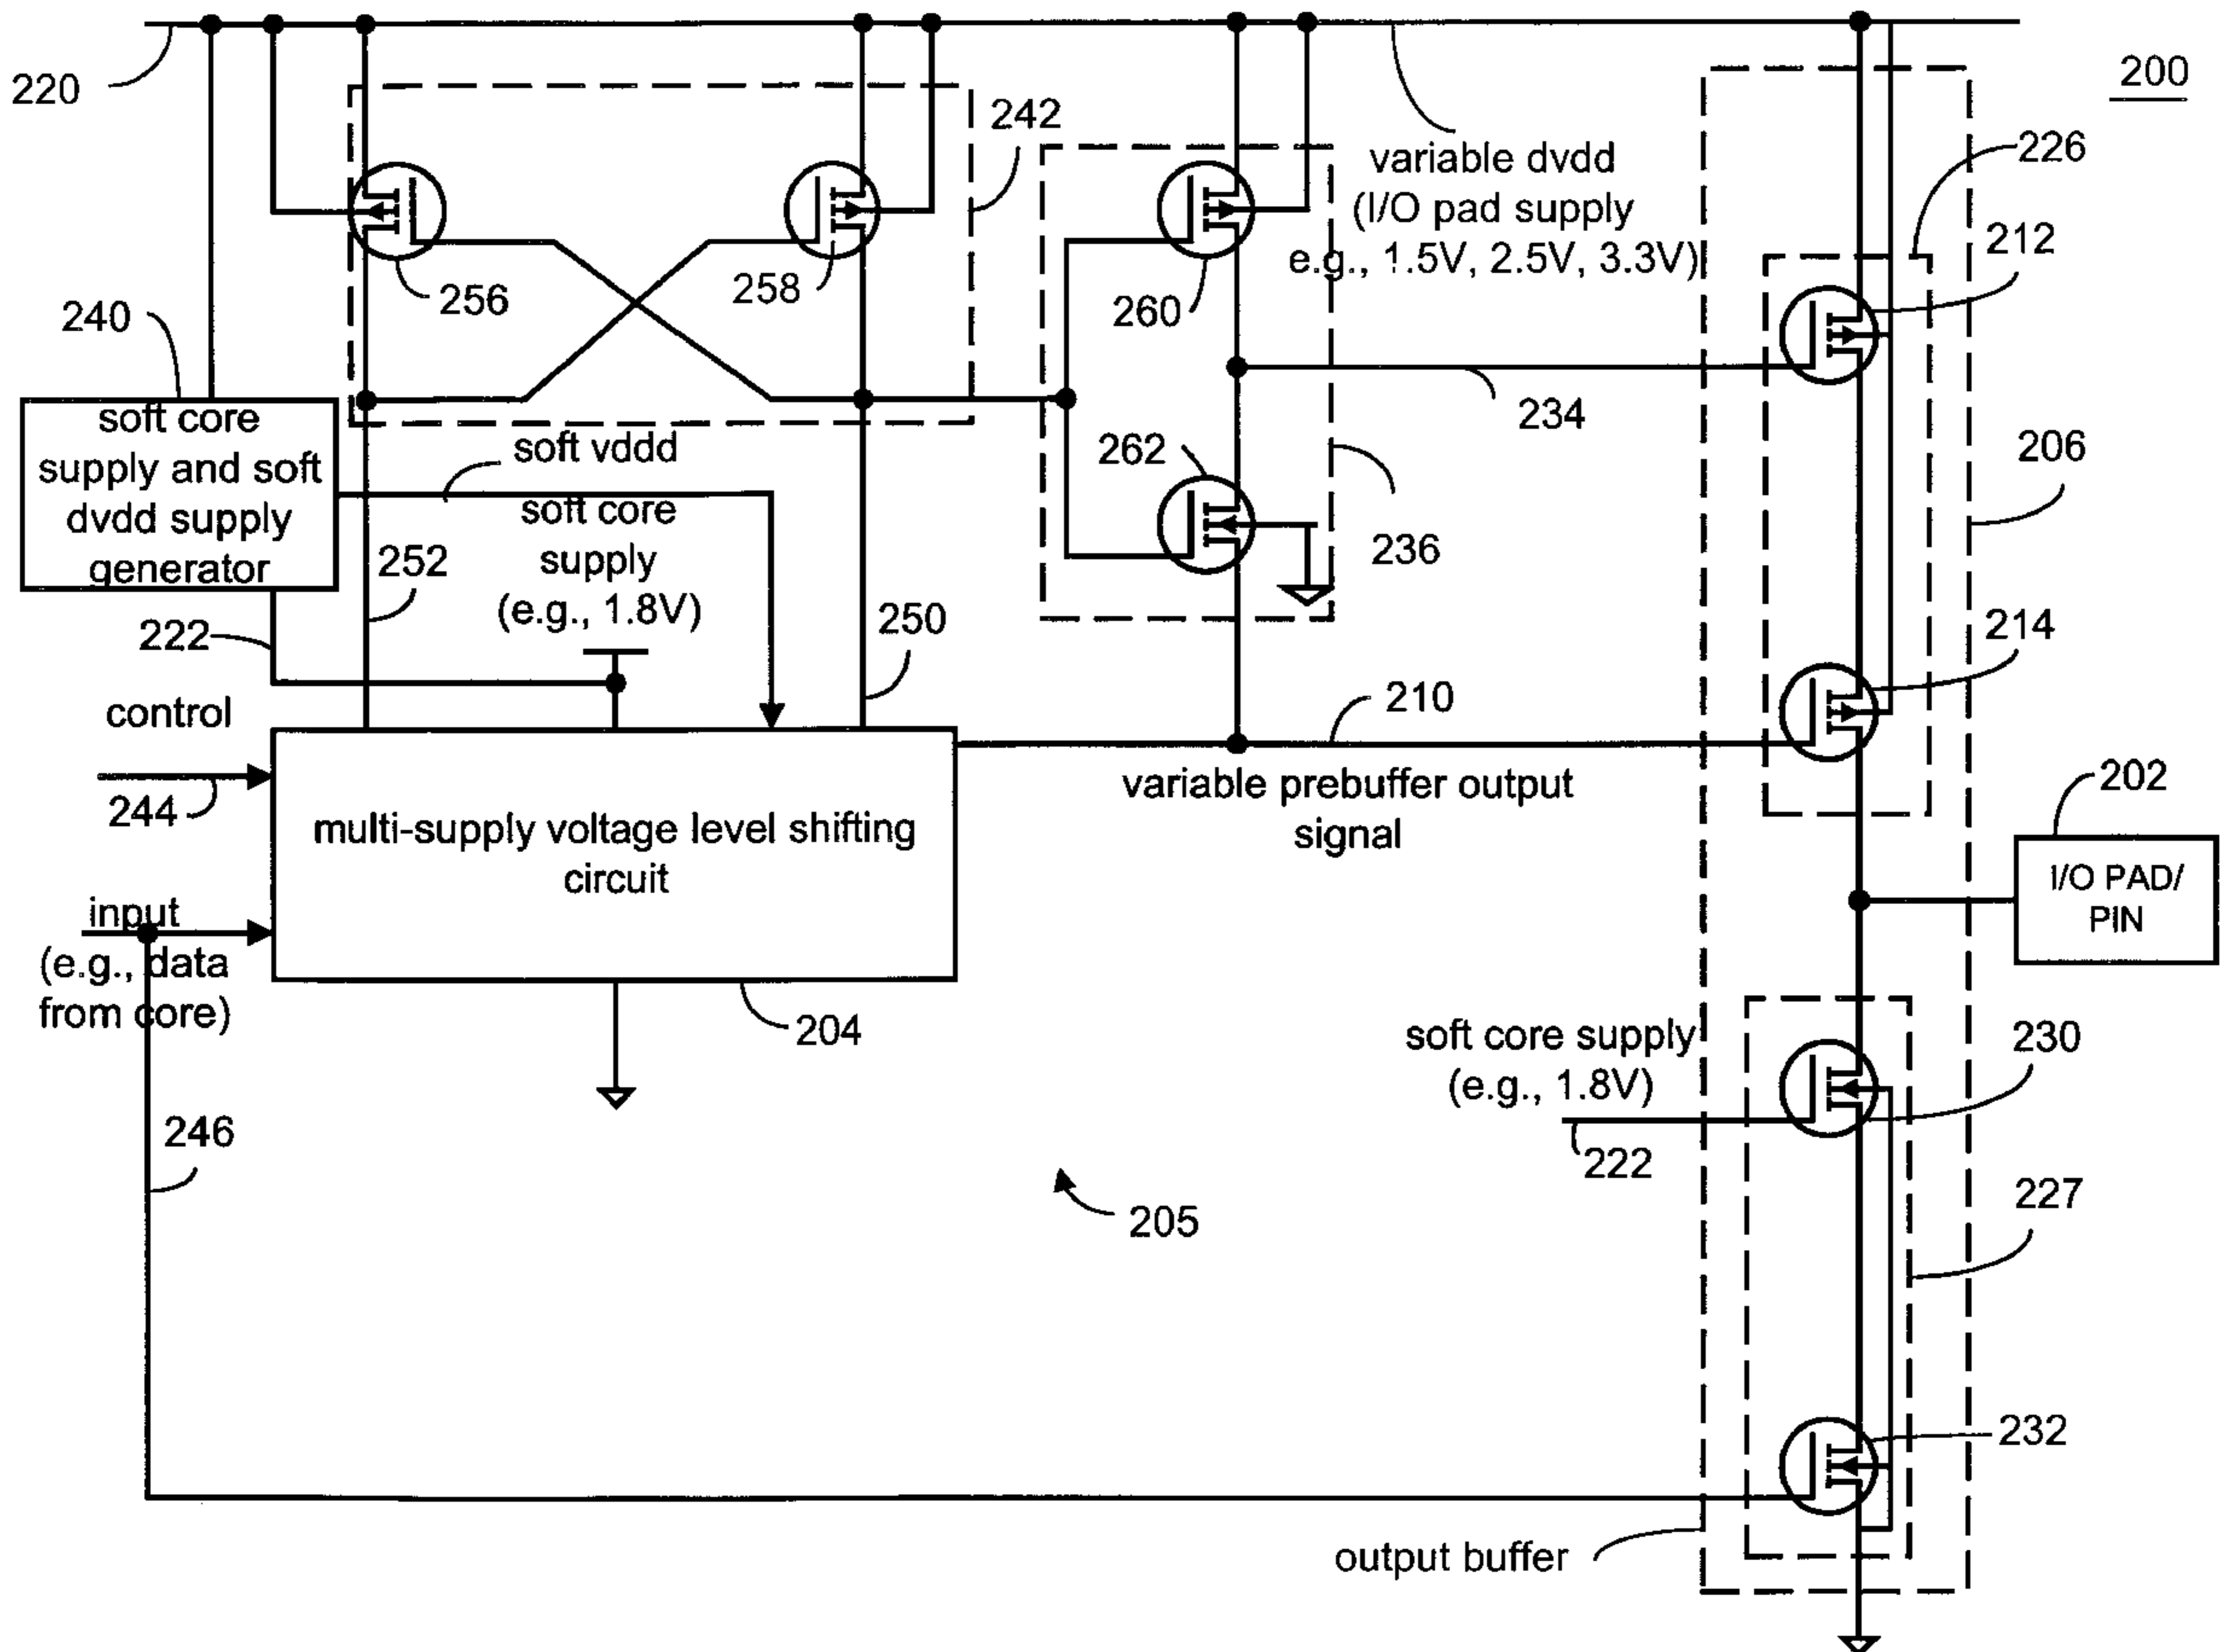 200
220
242
226
variable dvdd
(I/O pad supply
e.g., 1.5V, 2.5V, 3.3V)
212
256
258
260
240
soft core
supply and soft
dvdd supply
generator
soft vddd
234
262
206
soft core
supply
(e.g., 1.8V)
252
236
222
250
214
control
210
244
variable prebuffer output
signal
202
multi-supply voltage level shifting
circuit
I/O PAD/
PIN
input
(e.g., data
from core)
204
soft core supply
(e.g., 1.8V)
230
246
222
227
205
232
output buffer